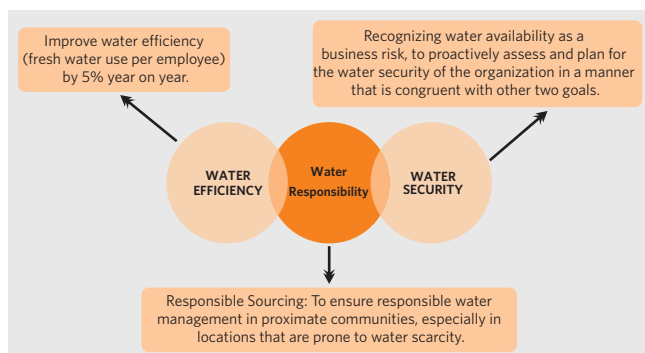 Improve water efficiency
(fresh water use per employee)
by 5% year on year.
Recognizing water availability as a
business risk, to proactively assess and plan for
the water security of the organization in a manner
that is congruent with other two goals.
WATER
EFFICIENCY
Water
Responsibility
WATER
SECURITY
Responsible Sourcing: To ensure responsible water
management in proximate communities, especially in
locations that are prone to water scarcity.